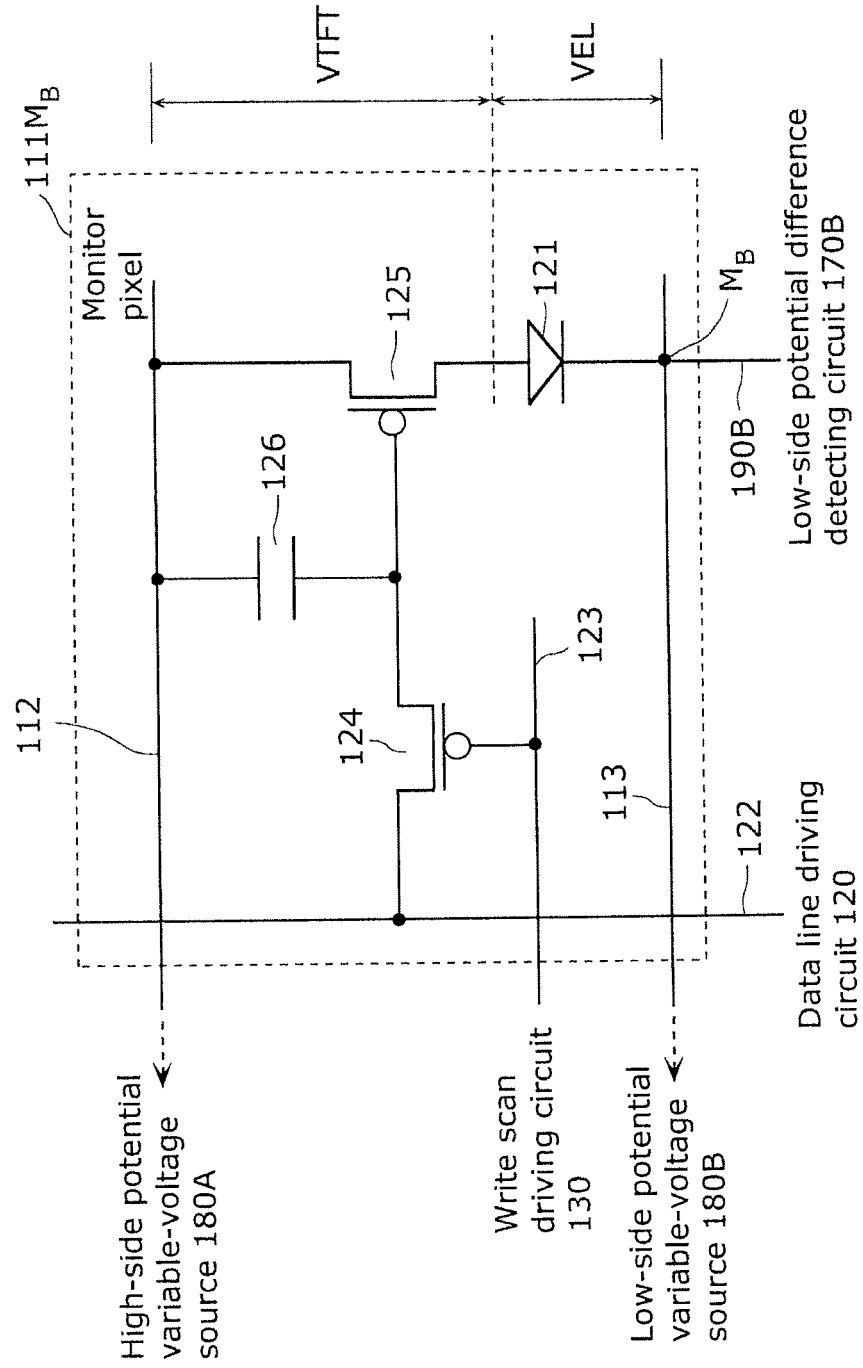 111M_B
VTFT
VEL
Monitor
pixel
112
126
125
121
124
123
113
M_B
190B
122
High-side potential
variable-voltage
source 180A
Write scan
driving circuit
130
Low-side potential
variable-voltage
source 180B
Data line driving
circuit 120
Low-side potential difference
detecting circuit 170B